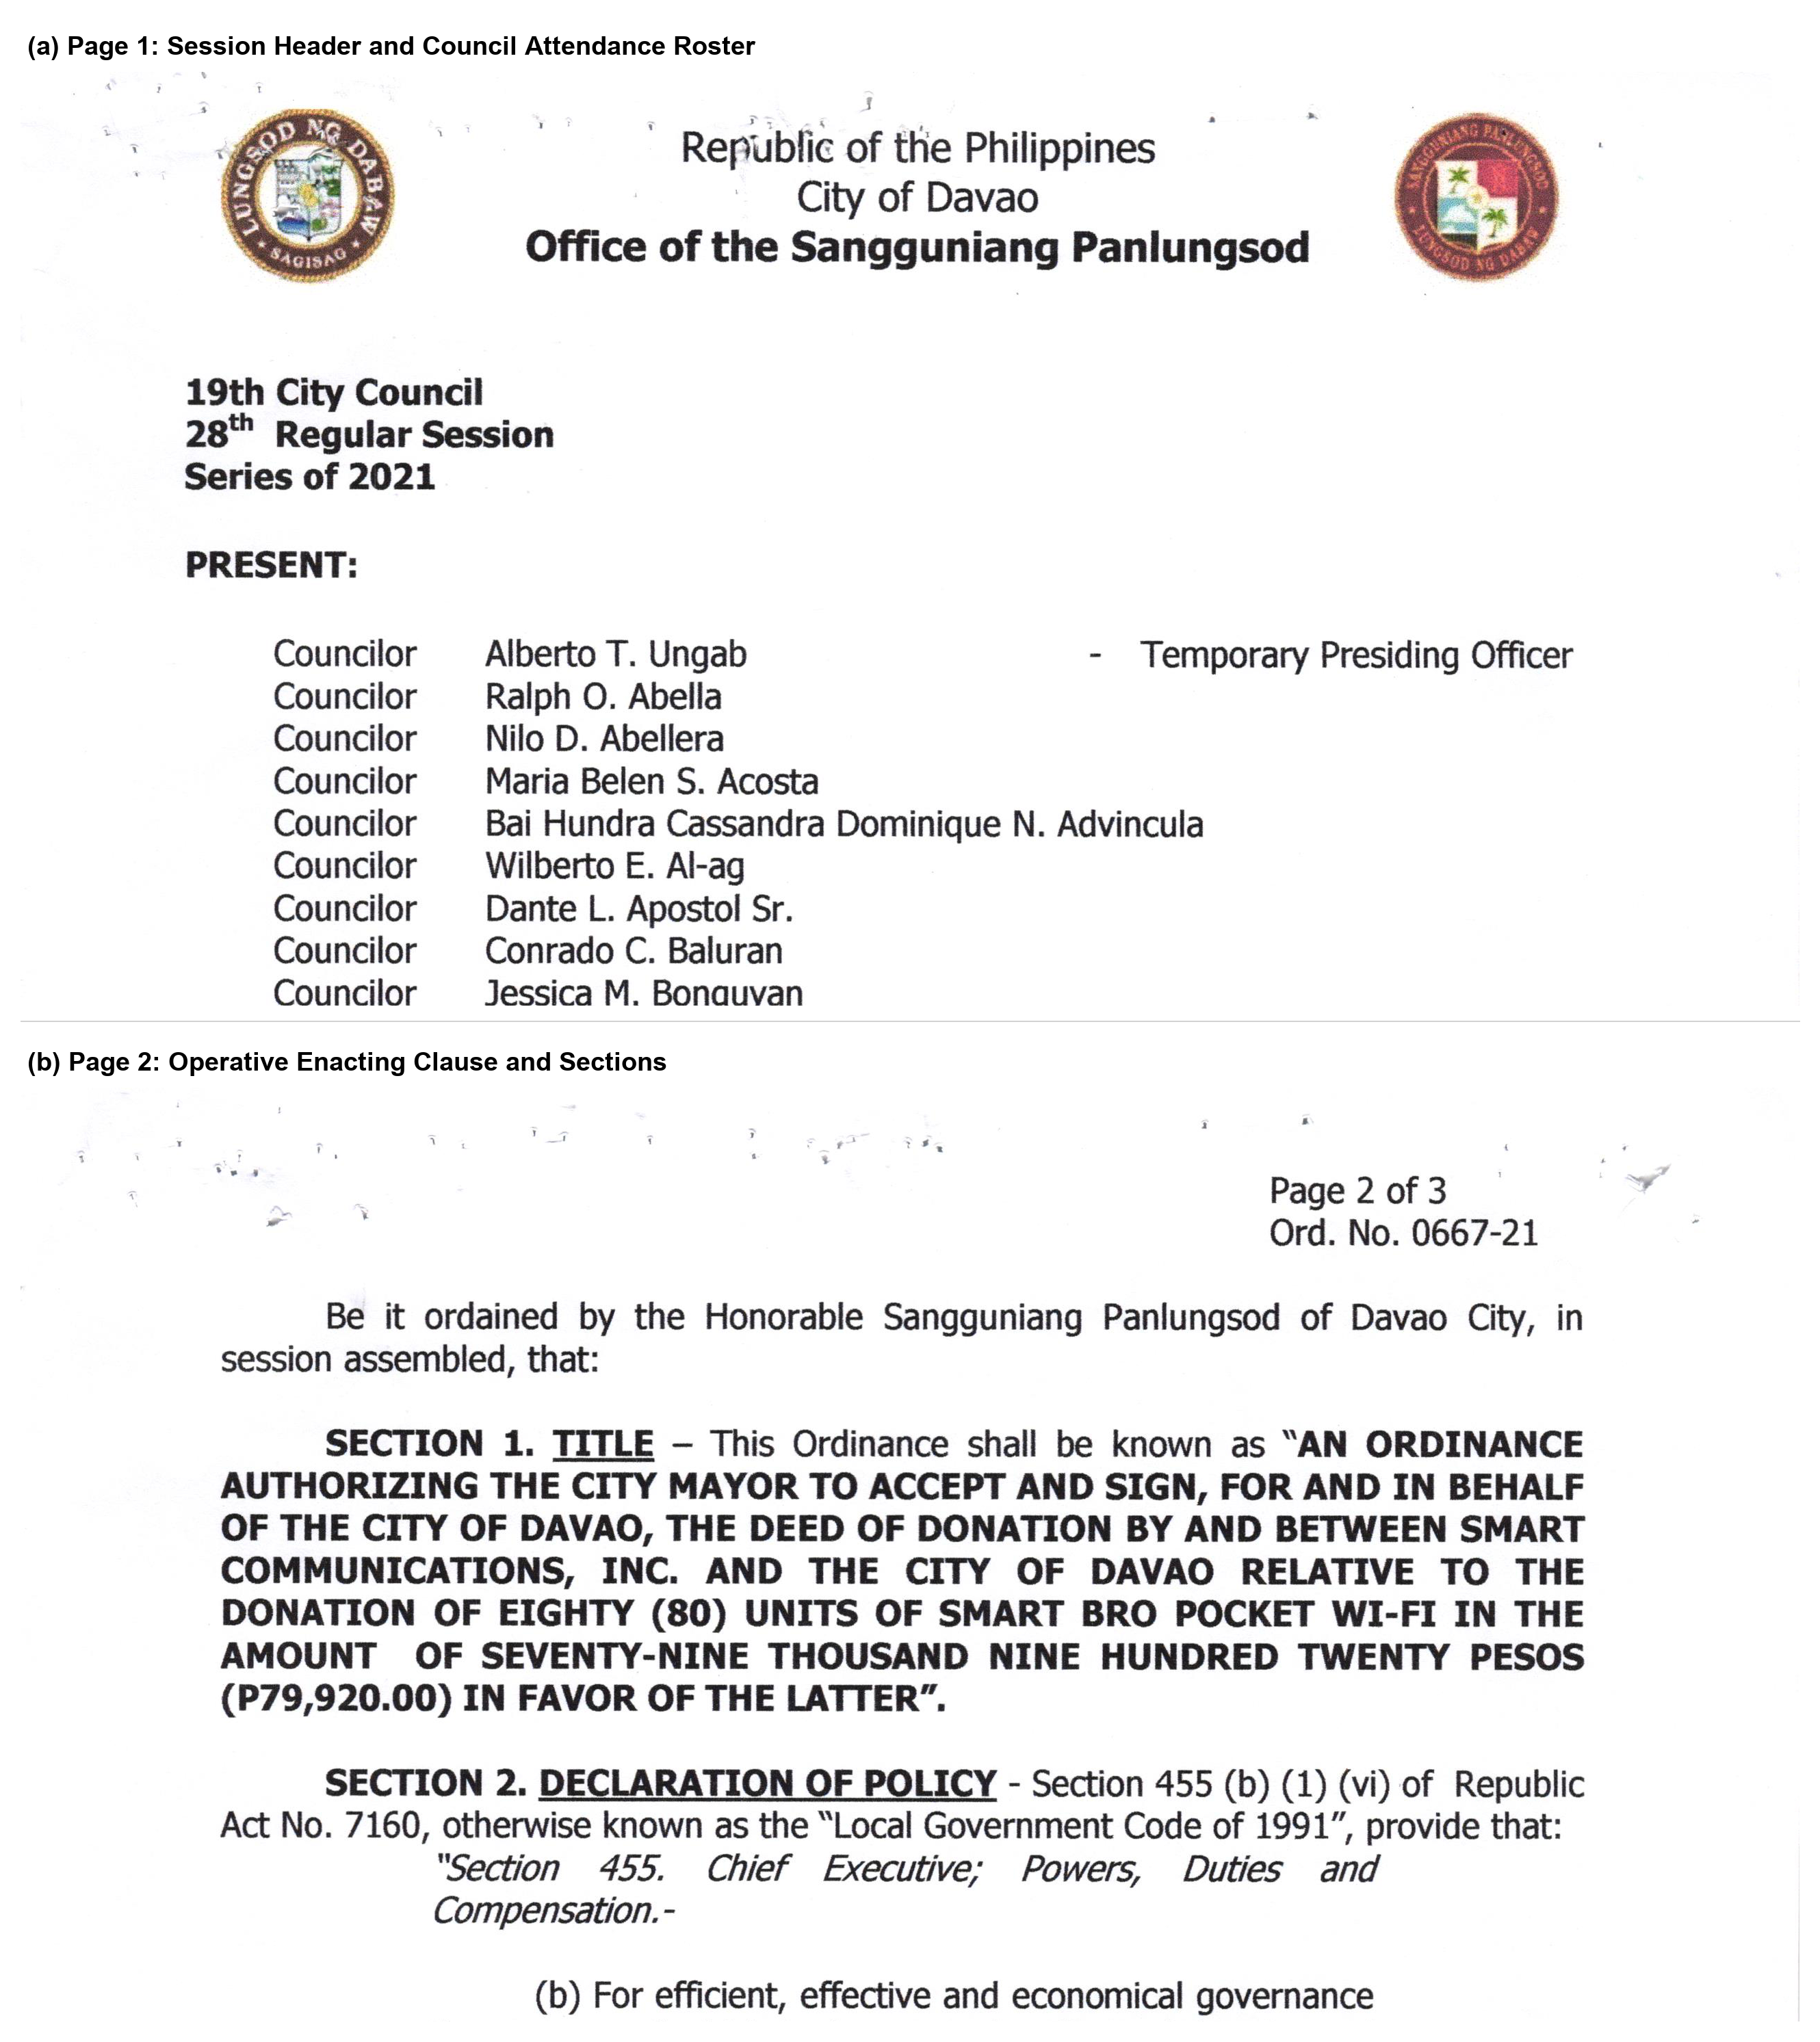 (a) Page 1: Session Header and Council Attendance Roster
LUNGSOD NG DABAW
SAGISAG
Republic of the Philippines
City of Davao
Office of the Sangguniang Panlungsod
SANGGUNIANG PANLUNGSOD
LUNGSOD NG DABAW
19th City Council
28th Regular Session
Series of 2021
PRESENT:
Councilor Alberto T. Ungab - Temporary Presiding Officer
Councilor Ralph O. Abella
Councilor Nilo D. Abellera
Councilor Maria Belen S. Acosta
Councilor Bai Hundra Cassandra Dominique N. Advincula
Councilor Wilberto E. Al-ag
Councilor Dante L. Apostol Sr.
Councilor Conrado C. Baluran
Councilor Jessica M. Bonguyan
(b) Page 2: Operative Enacting Clause and Sections
Page 2 of 3
Ord. No. 0667-21
Be it ordained by the Honorable Sangguniang Panlungsod of Davao City, in
session assembled, that:
SECTION 1. TITLE – This Ordinance shall be known as "AN ORDINANCE
AUTHORIZING THE CITY MAYOR TO ACCEPT AND SIGN, FOR AND IN BEHALF
OF THE CITY OF DAVAO, THE DEED OF DONATION BY AND BETWEEN SMART
COMMUNICATIONS, INC. AND THE CITY OF DAVAO RELATIVE TO THE
DONATION OF EIGHTY (80) UNITS OF SMART BRO POCKET WI-FI IN THE
AMOUNT OF SEVENTY-NINE THOUSAND NINE HUNDRED TWENTY PESOS
(P79,920.00) IN FAVOR OF THE LATTER".
SECTION 2. DECLARATION OF POLICY - Section 455 (b) (1) (vi) of Republic
Act No. 7160, otherwise known as the "Local Government Code of 1991", provide that:
"Section 455. Chief Executive; Powers, Duties and
Compensation.-
(b) For efficient, effective and economical governance